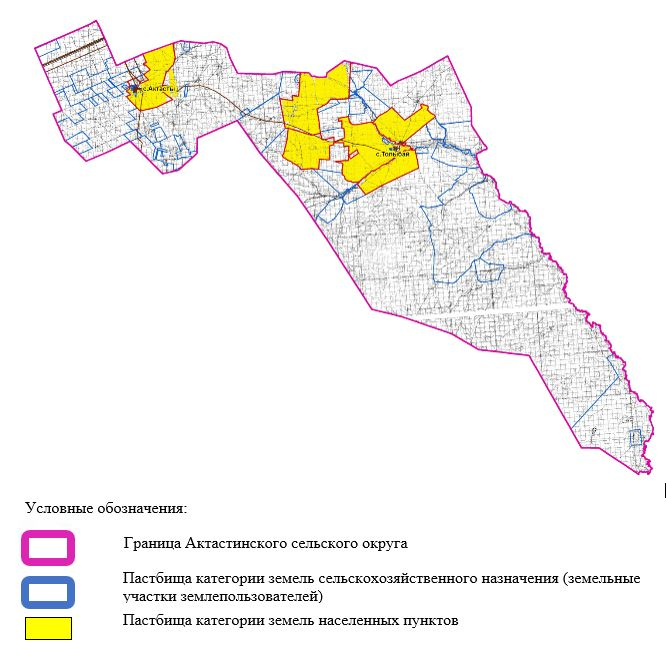 с.Актасты
с.Толыбай
Условные обозначения:
Граница Актастинского сельского округа
Пастбища категории земель сельскохозяйственного назначения (земельные
участки землепользователей)
Пастбища категории земель населенных пунктов